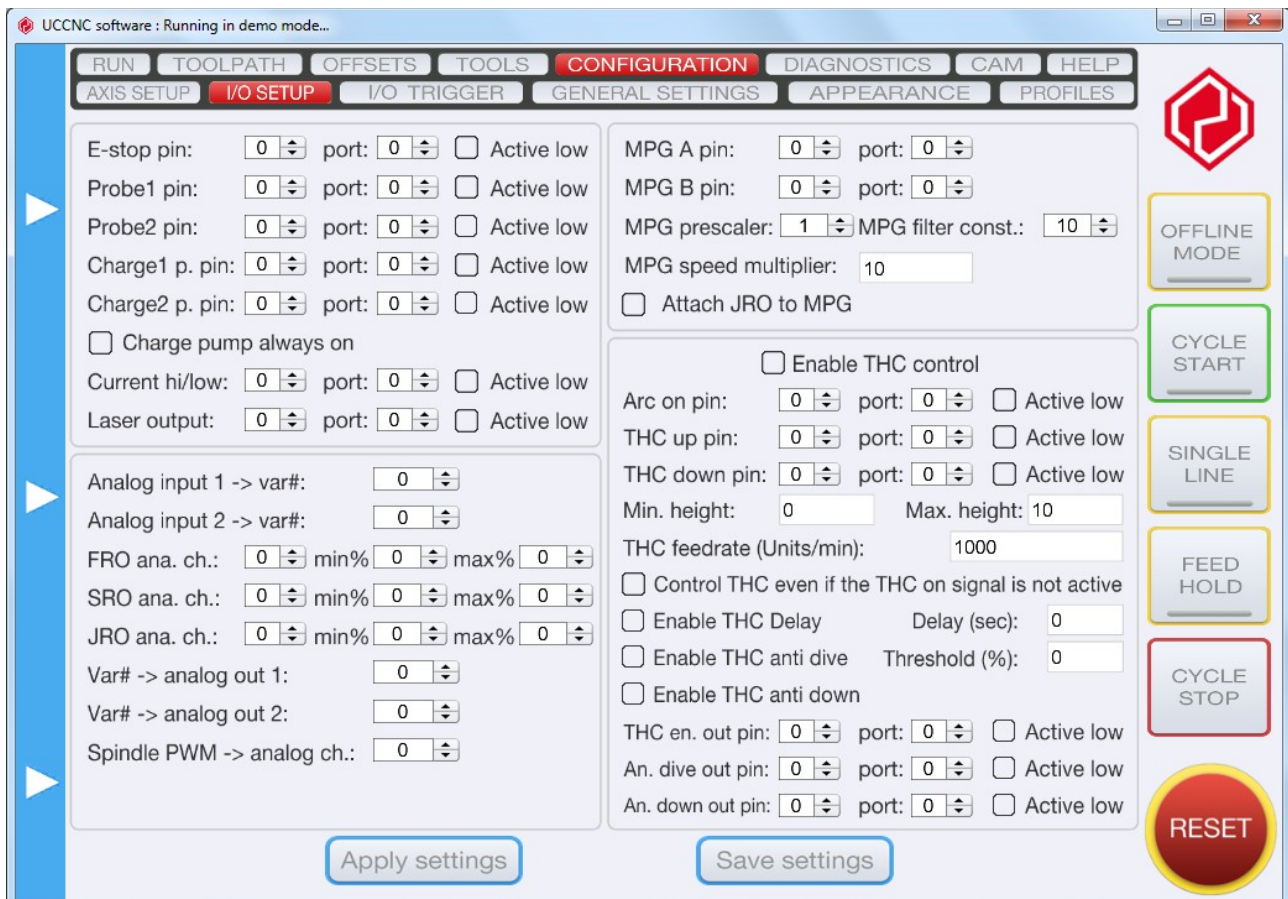 UCCNC software : Running in demo mode...
RUN TOOLPATH OFFSETS TOOLS CONFIGURATION DIAGNOSTICS CAM HELP
AXIS SETUP I/O SETUP I/O TRIGGER GENERAL SETTINGS APPEARANCE PROFILES
E-stop pin: 0 port: 0 Active low
Probe1 pin: 0 port: 0 Active low
Probe2 pin: 0 port: 0 Active low
Charge1 p. pin: 0 port: 0 Active low
Charge2 p. pin: 0 port: 0 Active low
Charge pump always on
Current hi/low: 0 port: 0 Active low
Laser output: 0 port: 0 Active low
Analog input 1 -> var#: 0
Analog input 2 -> var#: 0
FRO ana. ch.: 0 min% 0 max% 0
SRO ana. ch.: 0 min% 0 max% 0
JRO ana. ch.: 0 min% 0 max% 0
Var# -> analog out 1: 0
Var# -> analog out 2: 0
Spindle PWM -> analog ch.: 0
MPG A pin: 0 port: 0
MPG B pin: 0 port: 0
MPG prescaler: 1 MPG filter const.: 10
MPG speed multiplier: 10
Attach JRO to MPG
Enable THC control
Arc on pin: 0 port: 0 Active low
THC up pin: 0 port: 0 Active low
THC down pin: 0 port: 0 Active low
Min. height: 0 Max. height: 10
THC feedrate (Units/min): 1000
Control THC even if the THC on signal is not active
Enable THC Delay Delay (sec): 0
Enable THC anti dive Threshold (%): 0
Enable THC anti down
THC en. out pin: 0 port: 0 Active low
An. dive out pin: 0 port: 0 Active low
An. down out pin: 0 port: 0 Active low
Apply settings Save settings
OFFLINE
MODE
CYCLE
START
SINGLE
LINE
FEED
HOLD
CYCLE
STOP
RESET